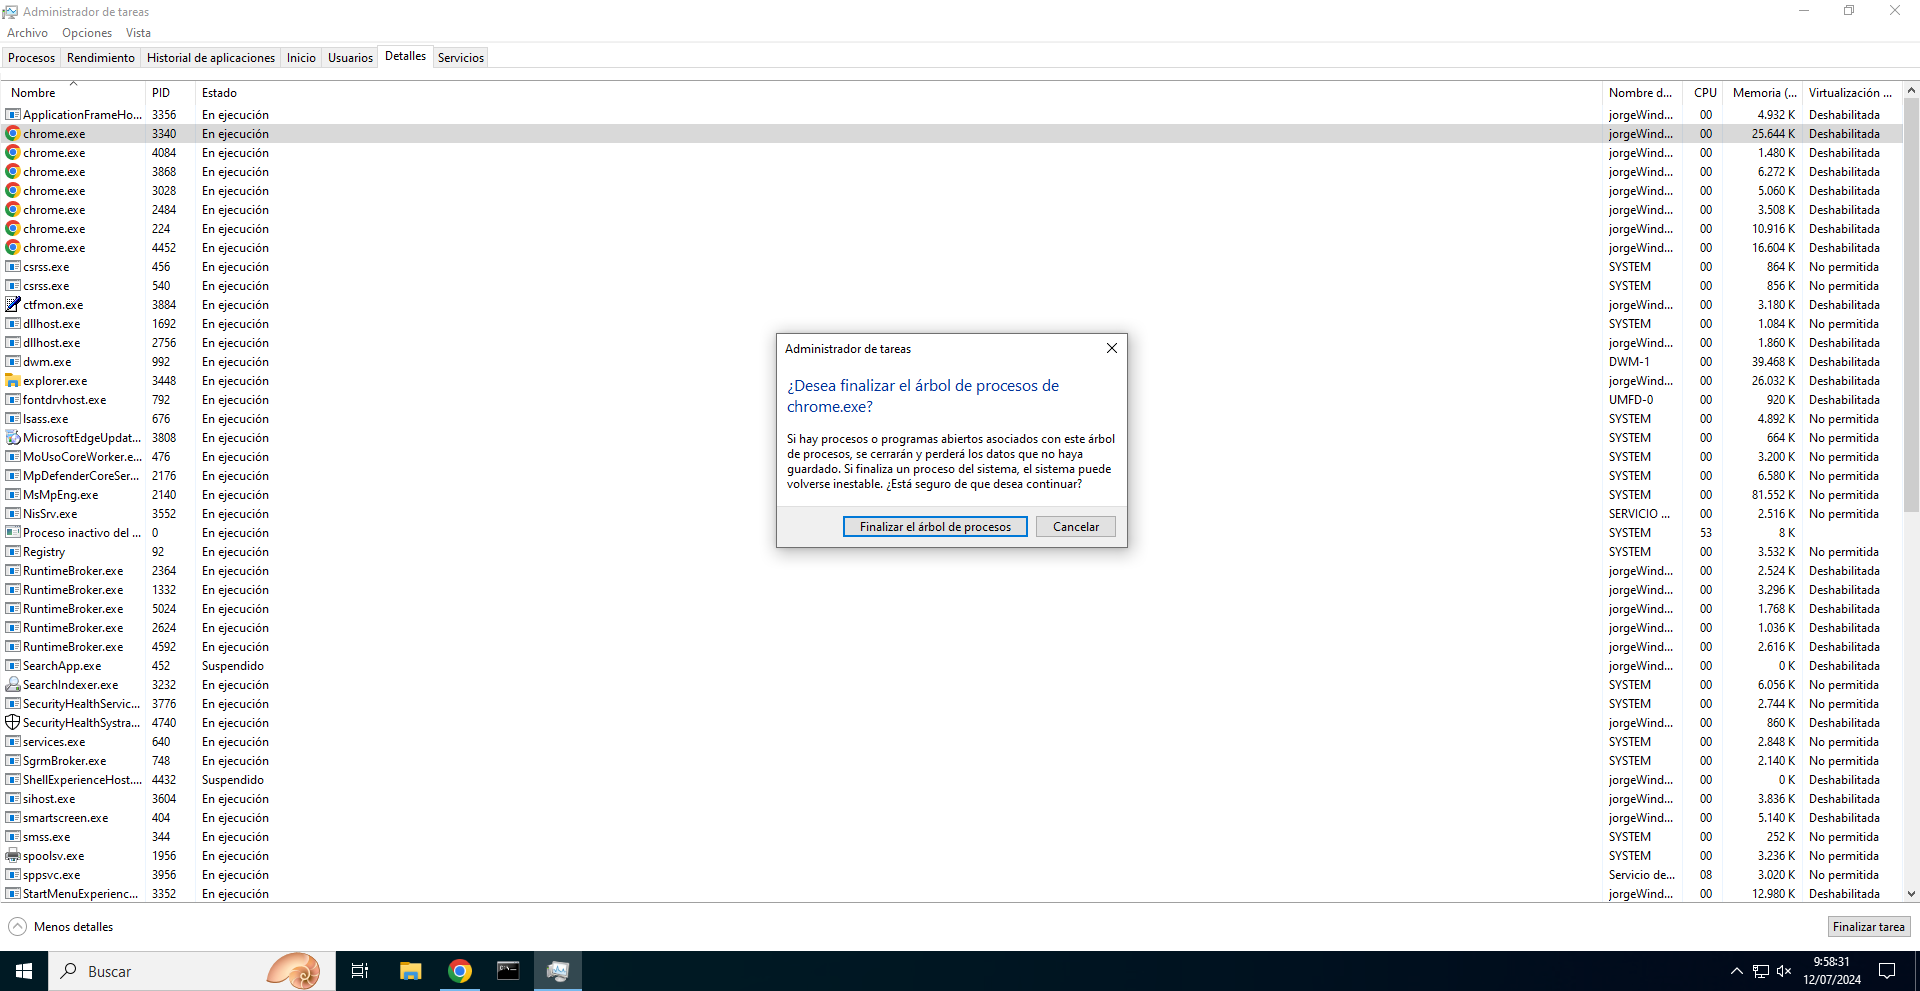 Administrador de tareas
Archivo Opciones Vista
Procesos Rendimiento Historial de aplicaciones Inicio Usuarios Detalles Servicios
Nombre PID Estado Nombre d... CPU Memoria (... Virtualización ...
ApplicationFrameHo... 3356 En ejecución jorgeWind... 00 4.932 K Deshabilitada
chrome.exe 3340 En ejecución jorgeWind... 00 25.644 K Deshabilitada
chrome.exe 4084 En ejecución jorgeWind... 00 1.480 K Deshabilitada
chrome.exe 3868 En ejecución jorgeWind... 00 6.272 K Deshabilitada
chrome.exe 3028 En ejecución jorgeWind... 00 5.060 K Deshabilitada
chrome.exe 2484 En ejecución jorgeWind... 00 3.508 K Deshabilitada
chrome.exe 224 En ejecución jorgeWind... 00 10.916 K Deshabilitada
chrome.exe 4452 En ejecución jorgeWind... 00 16.604 K Deshabilitada
csrss.exe 456 En ejecución SYSTEM 00 864 K No permitida
csrss.exe 540 En ejecución SYSTEM 00 856 K No permitida
ctfmon.exe 3884 En ejecución jorgeWind... 00 3.180 K Deshabilitada
dllhost.exe 1692 En ejecución SYSTEM 00 1.084 K No permitida
dllhost.exe 2756 En ejecución jorgeWind... 00 1.860 K Deshabilitada
dwm.exe 992 En ejecución DWM-1 00 39.468 K Deshabilitada
explorer.exe 3448 En ejecución jorgeWind... 00 26.032 K Deshabilitada
fontdrvhost.exe 792 En ejecución UMFD-0 00 920 K Deshabilitada
lsass.exe 676 En ejecución SYSTEM 00 4.892 K No permitida
MicrosoftEdgeUpdat... 3808 En ejecución SYSTEM 00 664 K No permitida
MoUsoCoreWorker.e... 476 En ejecución SYSTEM 00 3.200 K No permitida
MpDefenderCoreSer... 2176 En ejecución SYSTEM 00 6.580 K No permitida
MsMpEng.exe 2140 En ejecución SYSTEM 00 81.552 K No permitida
NisSrv.exe 3552 En ejecución SERVICIO ... 00 2.516 K No permitida
Proceso inactivo del ... 0 En ejecución SYSTEM 53 8 K
Registry 92 En ejecución SYSTEM 00 3.532 K No permitida
RuntimeBroker.exe 2364 En ejecución jorgeWind... 00 2.524 K Deshabilitada
RuntimeBroker.exe 1332 En ejecución jorgeWind... 00 3.296 K Deshabilitada
RuntimeBroker.exe 5024 En ejecución jorgeWind... 00 1.768 K Deshabilitada
RuntimeBroker.exe 2624 En ejecución jorgeWind... 00 1.036 K Deshabilitada
RuntimeBroker.exe 4592 En ejecución jorgeWind... 00 2.616 K Deshabilitada
SearchApp.exe 452 Suspendido jorgeWind... 00 0 K Deshabilitada
SearchIndexer.exe 3232 En ejecución SYSTEM 00 6.056 K No permitida
SecurityHealthServic... 3776 En ejecución SYSTEM 00 2.744 K No permitida
SecurityHealthSystra... 4740 En ejecución jorgeWind... 00 860 K Deshabilitada
services.exe 640 En ejecución SYSTEM 00 2.848 K No permitida
SgrmBroker.exe 748 En ejecución SYSTEM 00 2.140 K No permitida
ShellExperienceHost.... 4432 Suspendido jorgeWind... 00 0 K Deshabilitada
sihost.exe 3604 En ejecución jorgeWind... 00 3.836 K Deshabilitada
smartscreen.exe 404 En ejecución jorgeWind... 00 5.140 K Deshabilitada
smss.exe 344 En ejecución SYSTEM 00 252 K No permitida
spoolsv.exe 1956 En ejecución SYSTEM 00 3.236 K No permitida
sppsvc.exe 3956 En ejecución Servicio de... 08 3.020 K No permitida
StartMenuExperienc... 3352 En ejecución jorgeWind... 00 12.980 K Deshabilitada
Administrador de tareas
¿Desea finalizar el árbol de procesos de
chrome.exe?
Si hay procesos o programas abiertos asociados con este árbol
de procesos, se cerrarán y perderá los datos que no haya
guardado. Si finaliza un proceso del sistema, el sistema puede
volverse inestable. ¿Está seguro de que desea continuar?
Finalizar el árbol de procesos Cancelar
Menos detalles Finalizar tarea
Buscar
9:58:31
12/07/2024